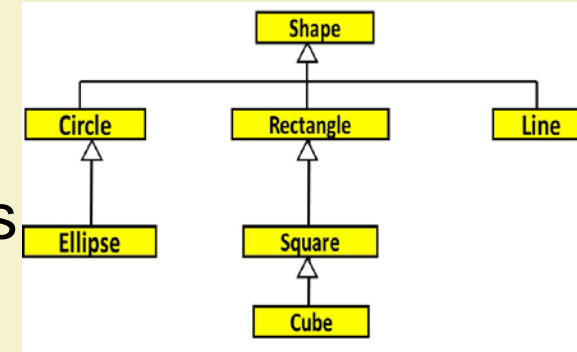 Shape
Circle Rectangle Line
s
Ellipse Square
Cube